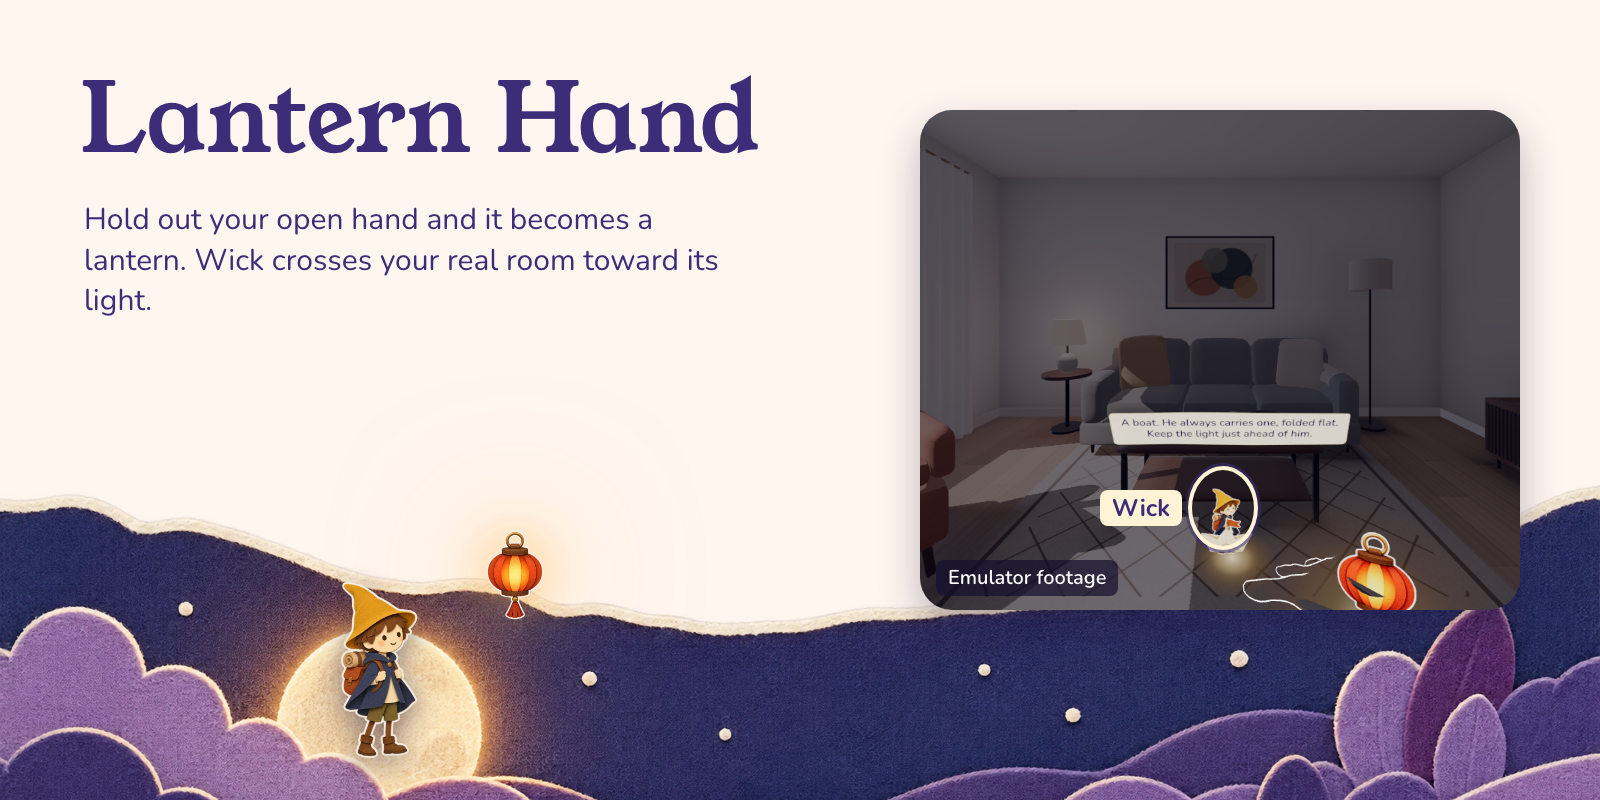 Lantern Hand
Hold out your open hand and it becomes a
lantern. Wick crosses your real room toward its
light.
A boat. He always carries one, folded flat.
Keep the light just ahead of him.
Wick
Emulator footage